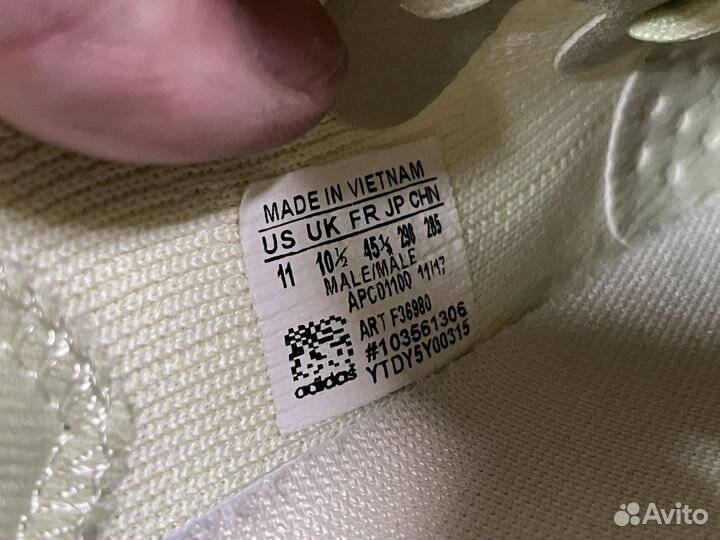 MADE IN VIETNAM
US UK FR JP CHN
11 10½ 45⅓ 290 285
MALE/MALE
APC01100 11/17
ART F36980
#103561306
YTDY5Y00315
adidas
Avito